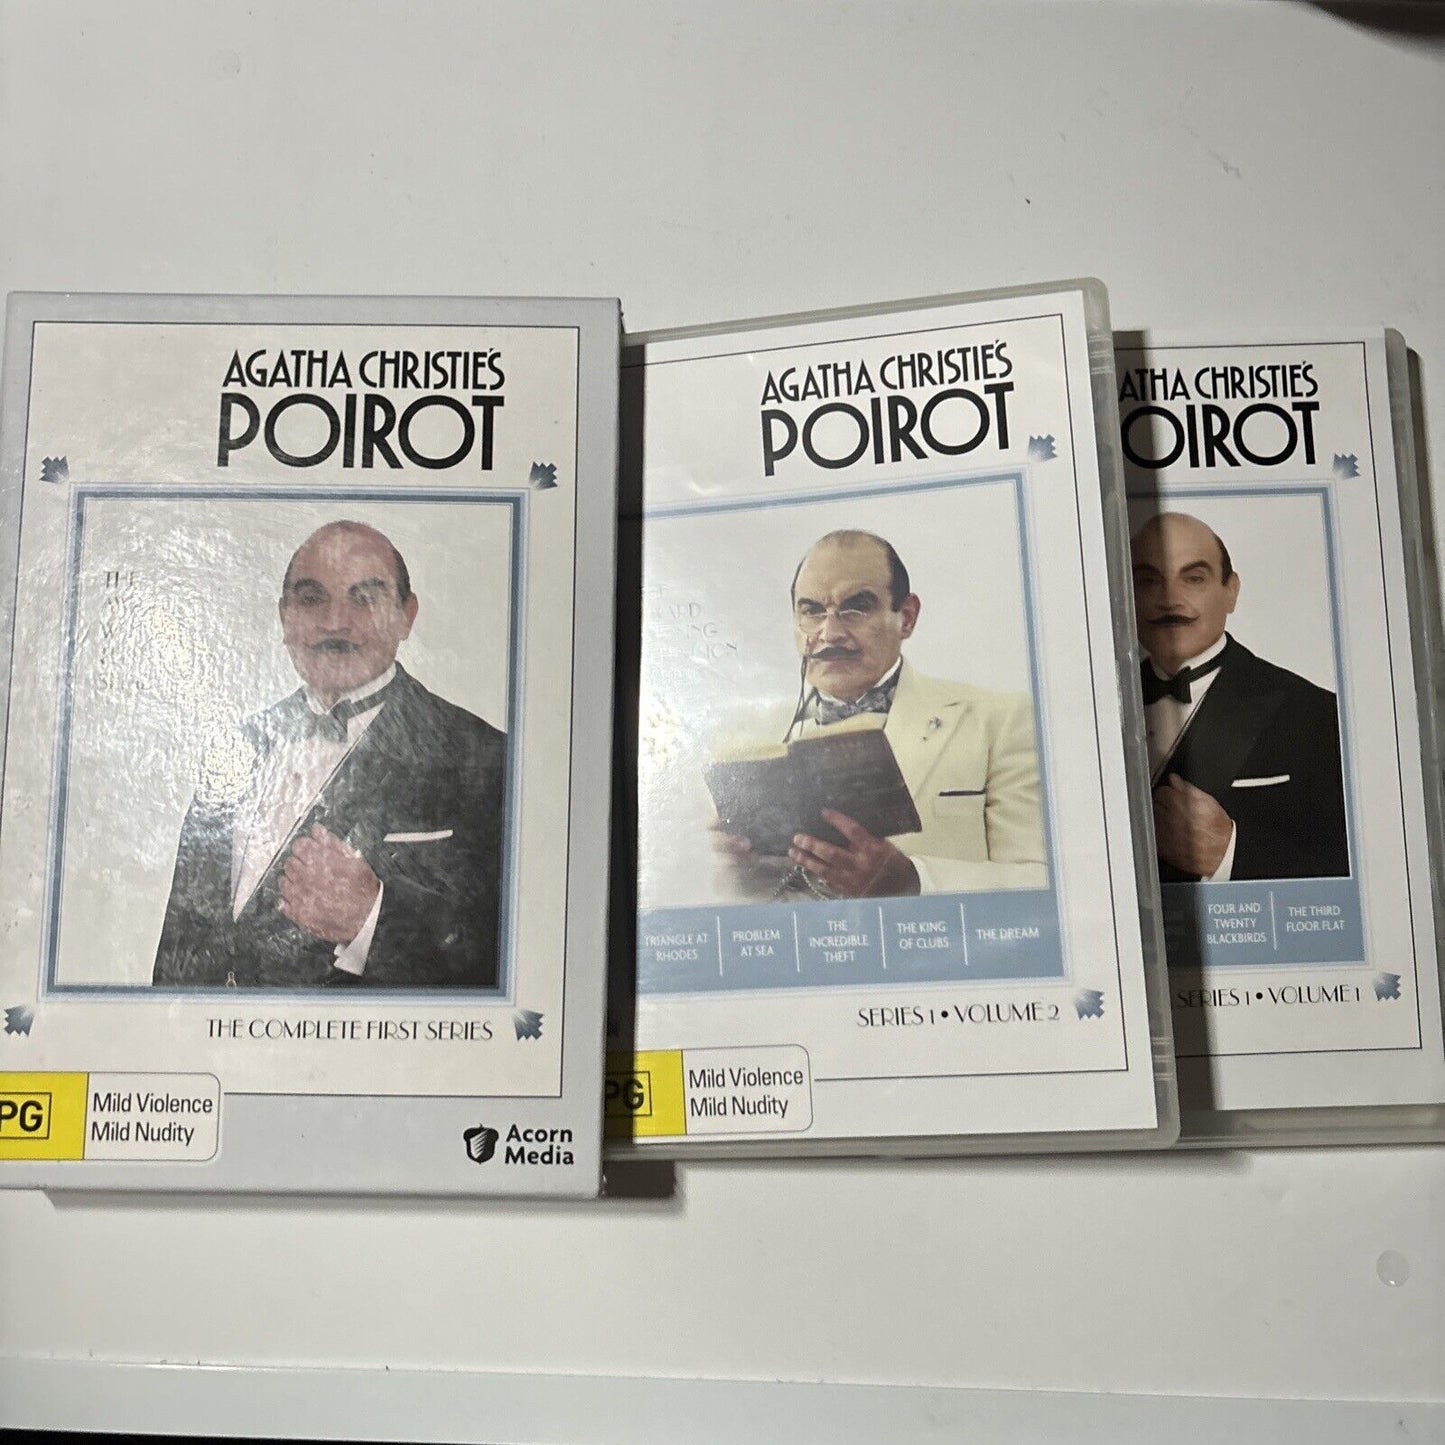 AGATHA CHRISTIE'S
POIROT
THE
THE COMPLETE FIRST SERIES
PG
Mild Violence
Mild Nudity
Acorn
Media
AGATHA CHRISTIE'S
POIROT
TRIANGLE AT
RHODES
PROBLEM
AT SEA
THE
INCREDIBLE
THEFT
THE KING
OF CLUBS
THE DREAM
SERIES 1 • VOLUME 2
PG
Mild Violence
Mild Nudity
ATHA CHRISTIE'S
OIROT
FOUR AND
TWENTY
BLACKBIRDS
THE THIRD
FLOOR FLAT
SERIES 1 • VOLUME 1